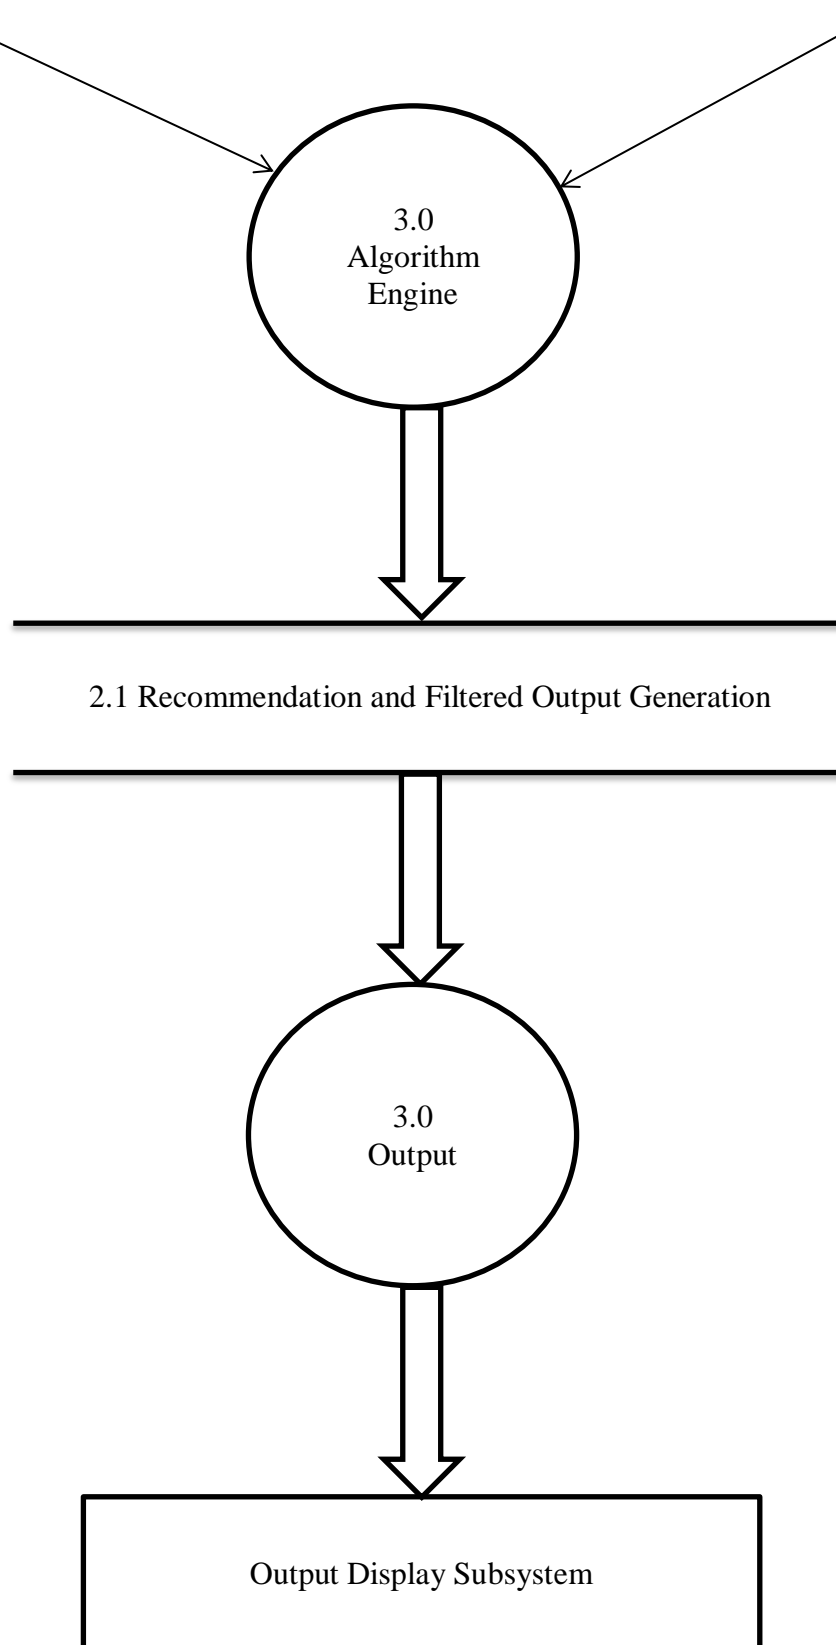 3.0
Algorithm
Engine
2.1 Recommendation and Filtered Output Generation
3.0
Output
Output Display Subsystem